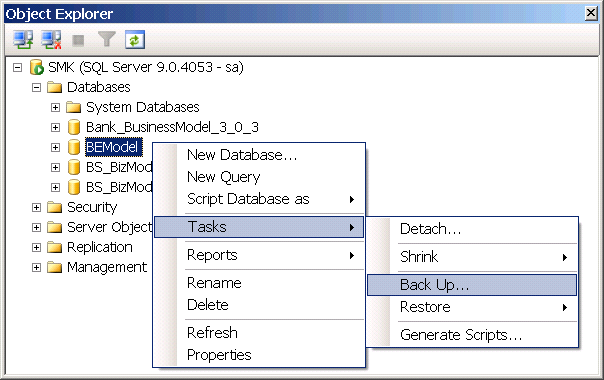 Object Explorer
SMK (SQL Server 9.0.4053 - sa)
Databases
System Databases
Bank_BusinessModel_3_0_3
BEModel
BS_BizMod
BS_BizMod
Security
Server Object
Replication
Management
New Database...
New Query
Script Database as
Tasks
Reports
Rename
Delete
Refresh
Properties
Detach...
Shrink
Back Up...
Restore
Generate Scripts...